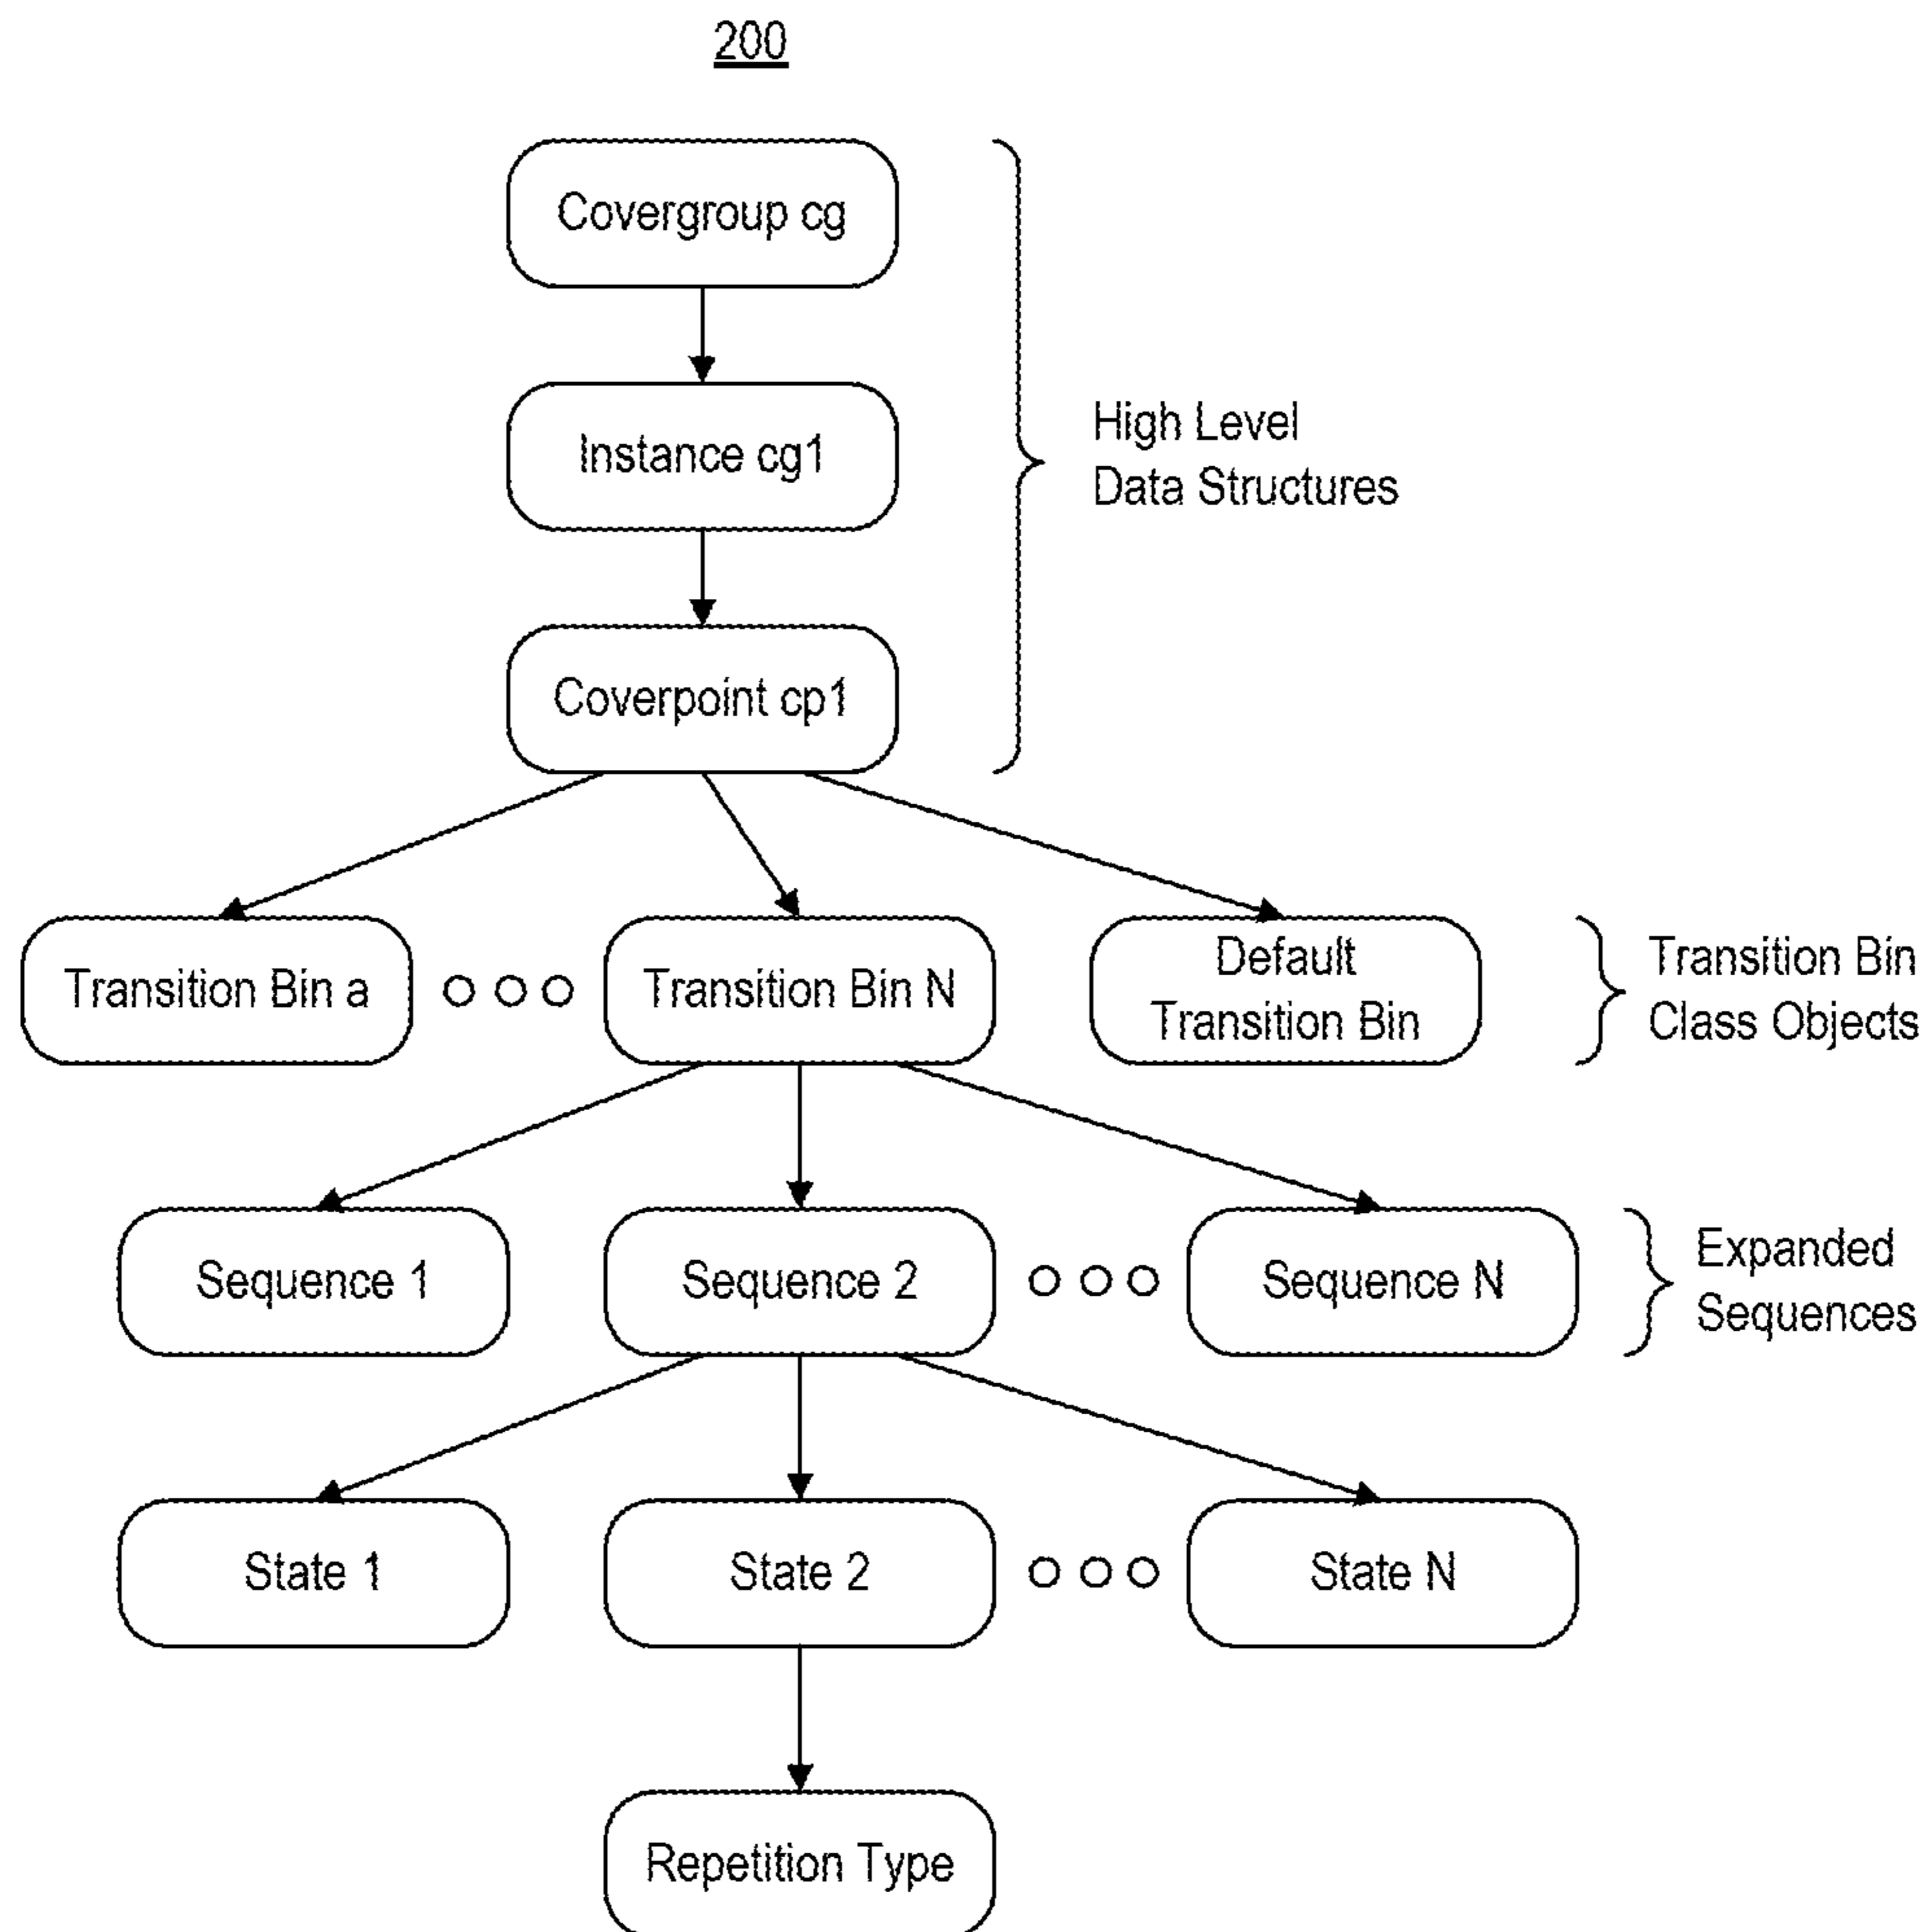 200
Covergroup cg
Instance cg1
High Level
Data Structures
Coverpoint cp1
Transition Bin a
Transition Bin N
Default
Transition Bin
Transition Bin
Class Objects
Sequence 1
Sequence 2
Sequence N
Expanded
Sequences
State 1
State 2
State N
Repetition Type